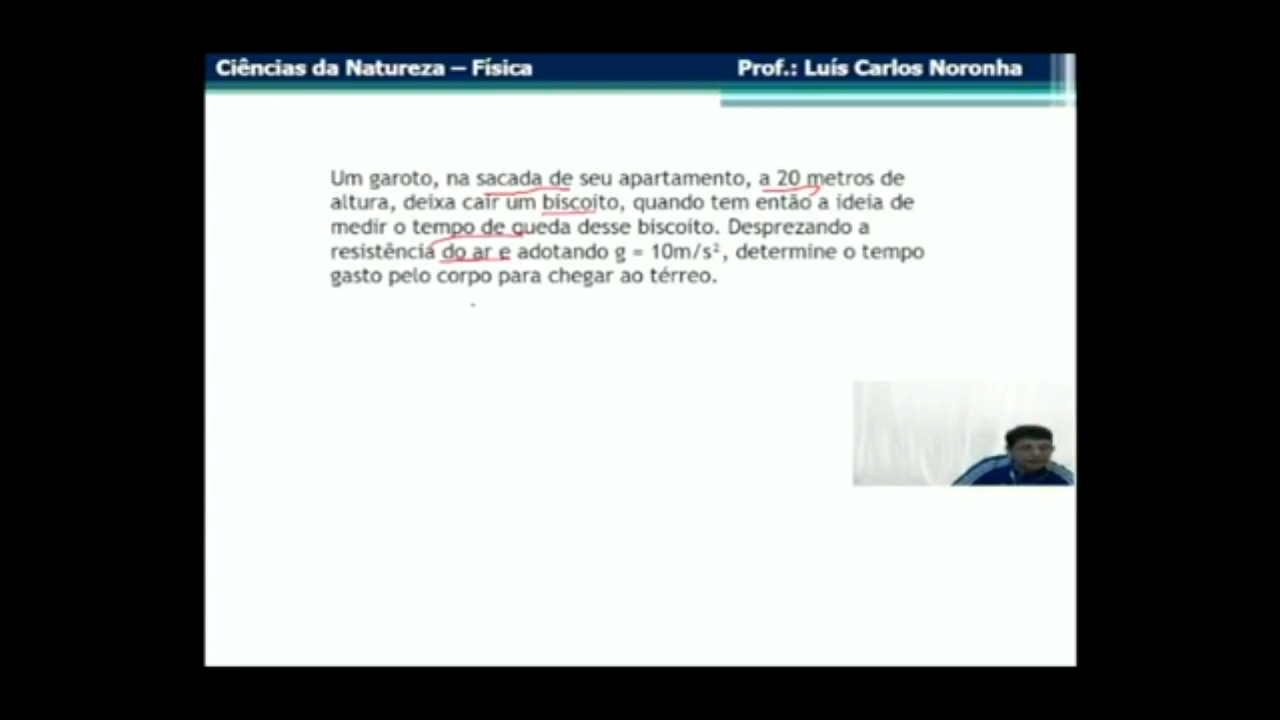 Ciências da Natureza – Física
Prof.: Luís Carlos Noronha
Um garoto, na sacada de seu apartamento, a 20 metros de
altura, deixa cair um biscoito, quando tem então a ideia de
medir o tempo de queda desse biscoito. Desprezando a
resistência do ar e adotando g = 10m/s², determine o tempo
gasto pelo corpo para chegar ao térreo.